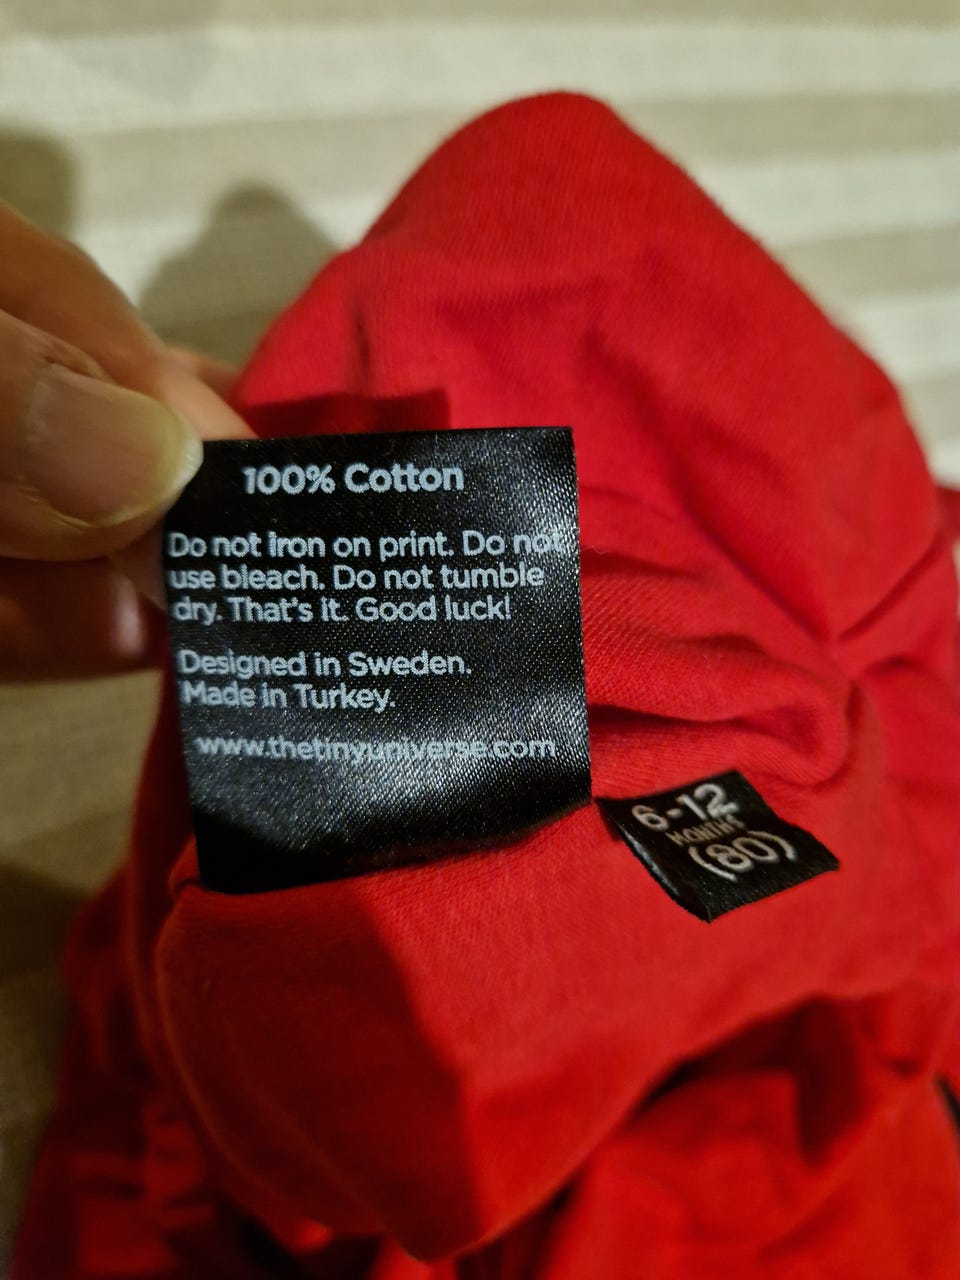 100% Cotton
Do not iron on print. Do not
use bleach. Do not tumble
dry. That's it. Good luck!
Designed in Sweden.
Made in Turkey.
www.thetinyuniverse.com
6-12
MONTHS
(80)